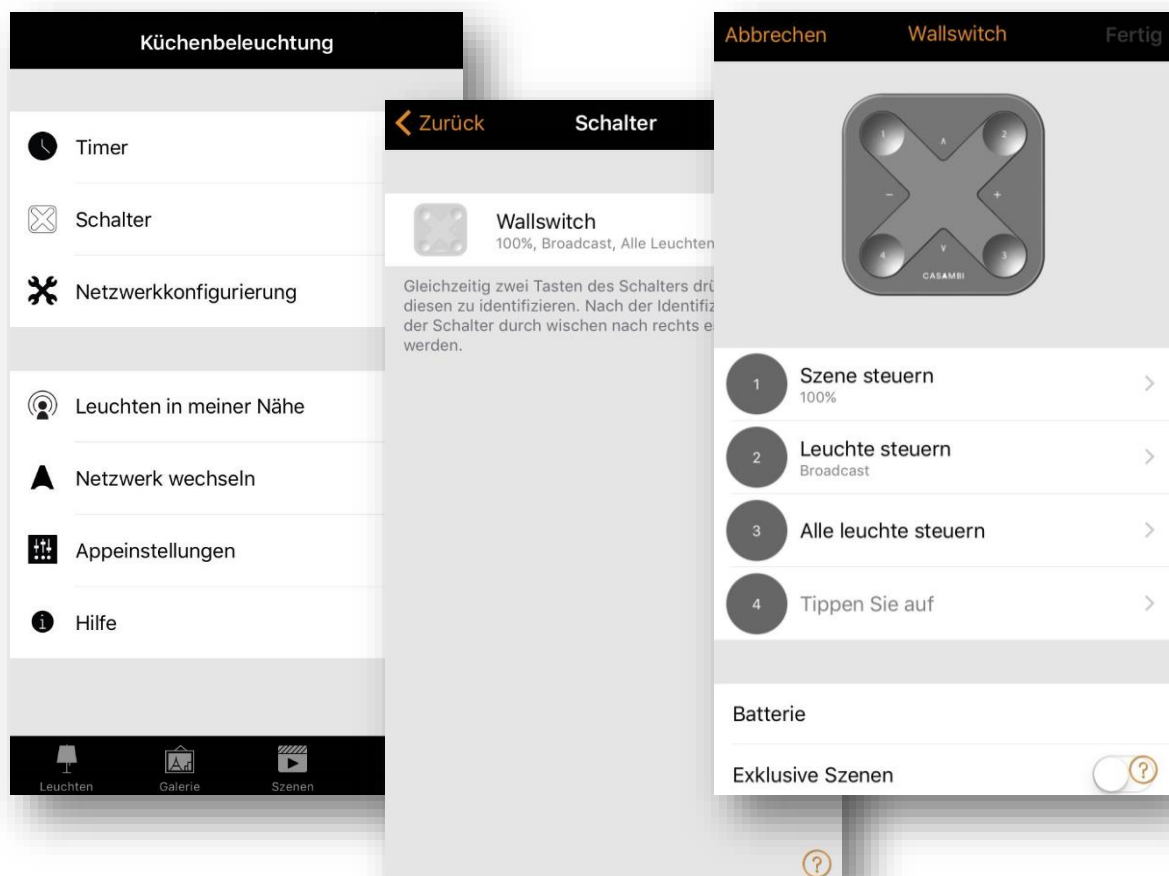 Küchenbeleuchtung
Timer
Schalter
Netzwerkkonfigurierung
Leuchten in meiner Nähe
Netzwerk wechseln
Appeinstellungen
Hilfe
Leuchten
Galerie
Szenen
Zurück
Schalter
Wallswitch
100%, Broadcast, Alle Leuchten
Gleichzeitig zwei Tasten des Schalters
diesen zu identifizieren. Nach der
der Schalter durch wischen nach rechts
werden.
?
Abbrechen
Wallswitch
Fertig
1
2
- +
4
3
CASAMBI
1
Szene steuern
100%
2
Leuchte steuern
Broadcast
3
Alle leuchte steuern
4
Tippen Sie auf
Batterie
Exklusive Szenen
?